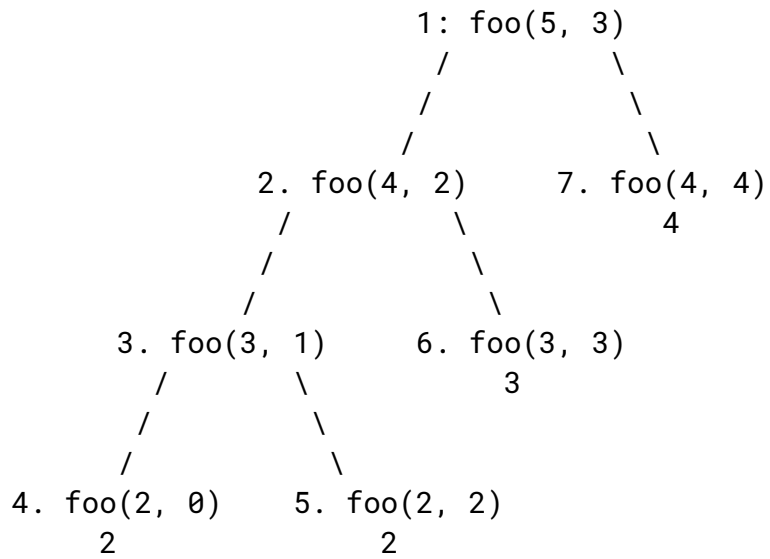 1: foo(5, 3)
/ \
/ \
/ \
2. foo(4, 2) 7. foo(4, 4)
/ \ 4
/ \
/ \
3. foo(3, 1) 6. foo(3, 3)
/ \ 3
/ \
/ \
4. foo(2, 0) 5. foo(2, 2)
2 2